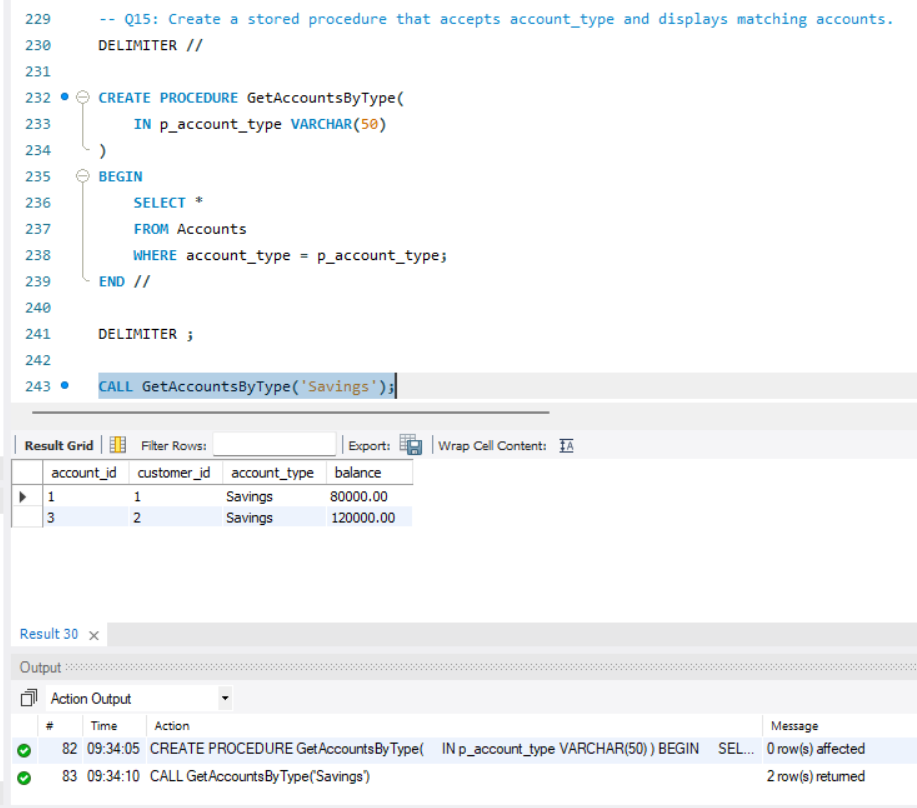 229 -- Q15: Create a stored procedure that accepts account_type and displays matching accounts.
230 DELIMITER //
231
232 CREATE PROCEDURE GetAccountsByType(
233 IN p_account_type VARCHAR(50)
234 )
235 BEGIN
236 SELECT *
237 FROM Accounts
238 WHERE account_type = p_account_type;
239 END //
240
241 DELIMITER ;
242
243 CALL GetAccountsByType('Savings');
Result Grid Filter Rows: Export: Wrap Cell Content: IA
account_id customer_id account_type balance
1 1 Savings 80000.00
3 2 Savings 120000.00
Result 30 ×
Output
Action Output
# Time Action Message
82 09:34:05 CREATE PROCEDURE GetAccountsByType( IN p_account_type VARCHAR(50) ) BEGIN SEL... 0 row(s) affected
83 09:34:10 CALL GetAccountsByType('Savings') 2 row(s) returned